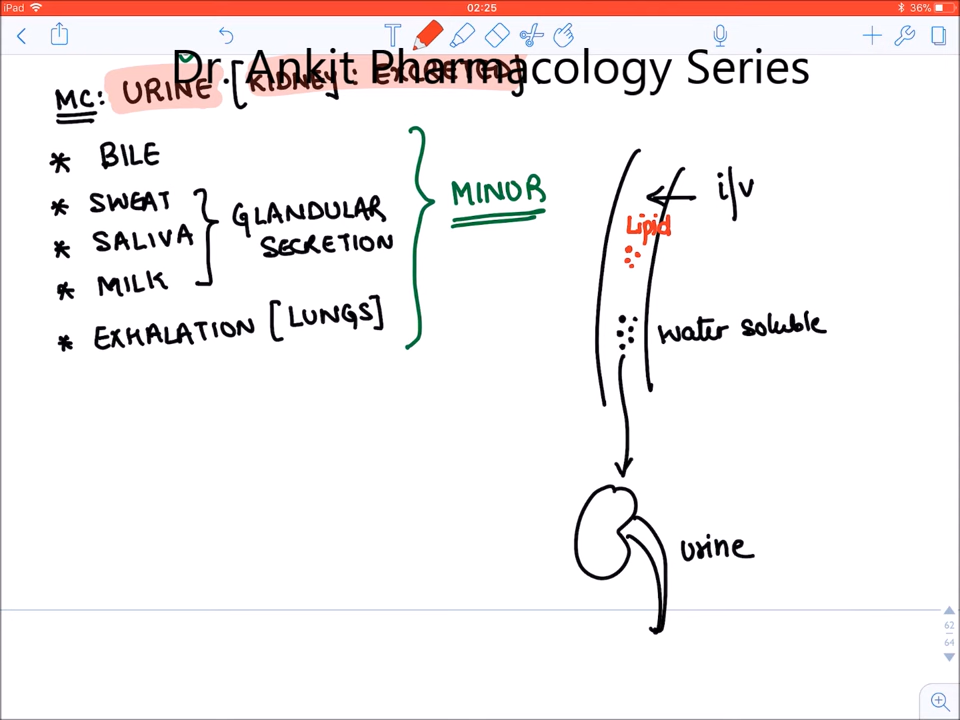 iPad
02:25
36%
Dr. Ankit Pharmacology Series
MC: URINE : [KIDNEY : EXCRETED]
* BILE
* SWEAT
* SALIVA
* MILK
GLANDULAR
SECRETION
* EXHALATION [LUNGS]
MINOR
i/v
Lipid
Water soluble
urine
62
64